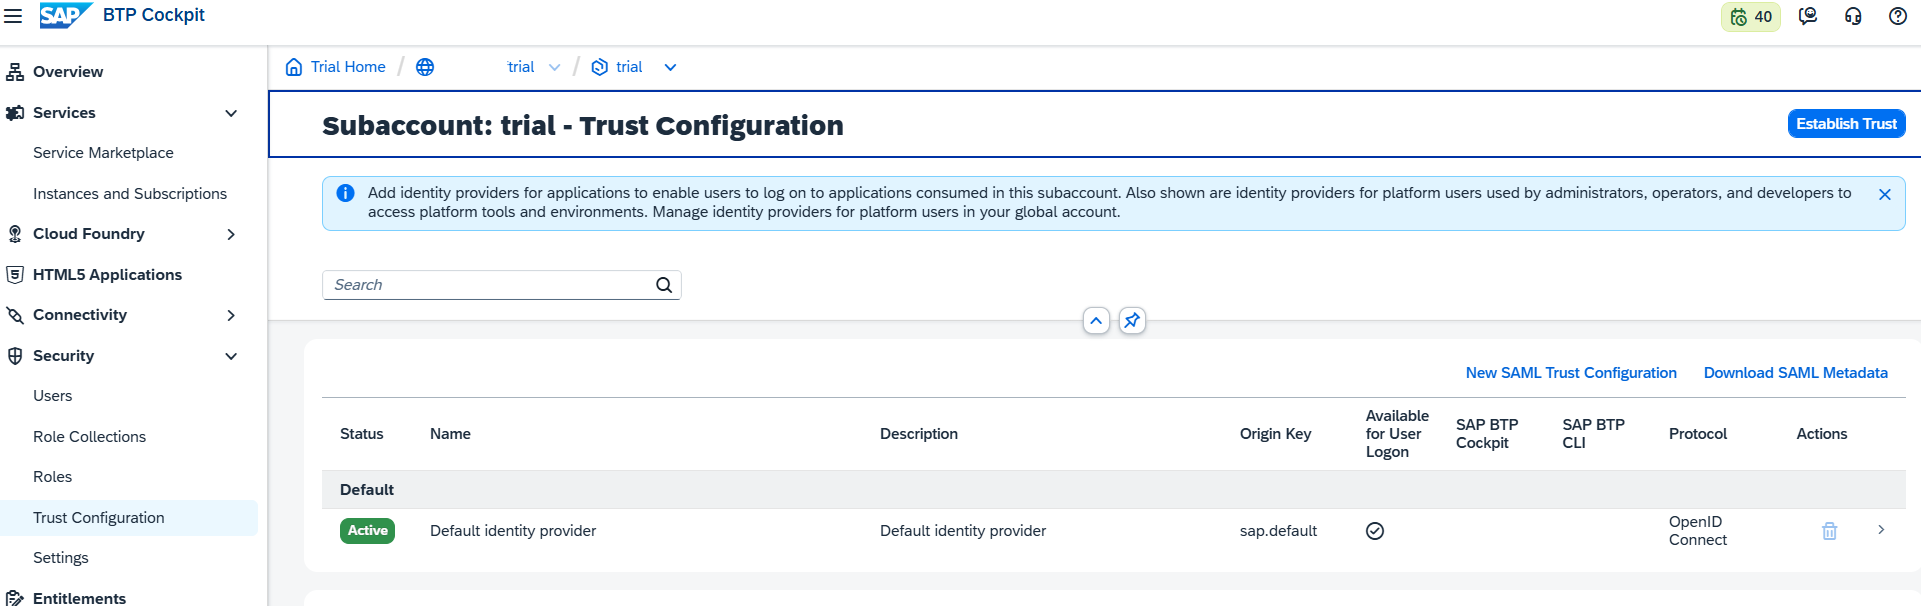 SAP BTP Cockpit
40
Overview
Services
Service Marketplace
Instances and Subscriptions
Cloud Foundry
HTML5 Applications
Connectivity
Security
Users
Role Collections
Roles
Trust Configuration
Settings
Entitlements
Trial Home / trial / trial
Subaccount: trial - Trust Configuration
Establish Trust
Add identity providers for applications to enable users to log on to applications consumed in this subaccount. Also shown are identity providers for platform users used by administrators, operators, and developers to
access platform tools and environments. Manage identity providers for platform users in your global account.
Search
New SAML Trust Configuration
Download SAML Metadata
Status
Name
Description
Origin Key
Available
for User
Logon
SAP BTP
Cockpit
SAP BTP
CLI
Protocol
Actions
Default
Active
Default identity provider
Default identity provider
sap.default
OpenID
Connect